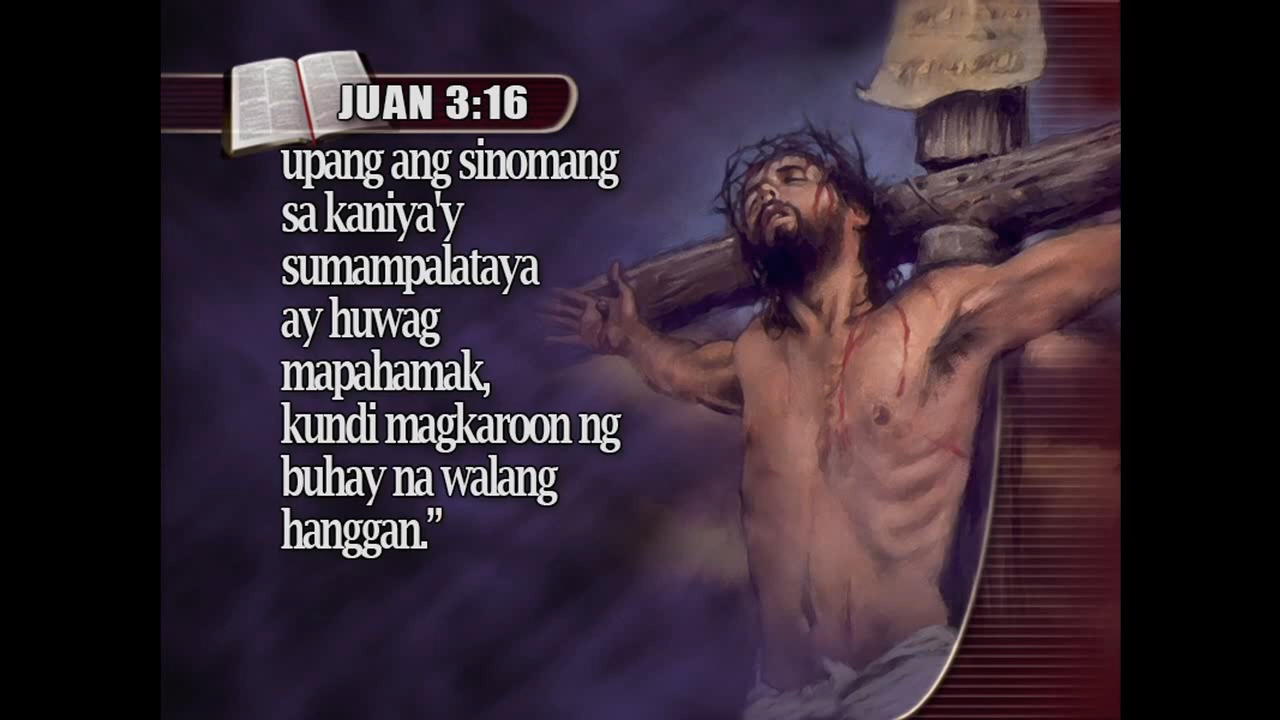 JUAN 3:16
upang ang sinomang
sa kaniya'y
sumampalataya
ay huwag
mapahamak,
kundi magkaroon ng
buhay na walang
hanggan.”